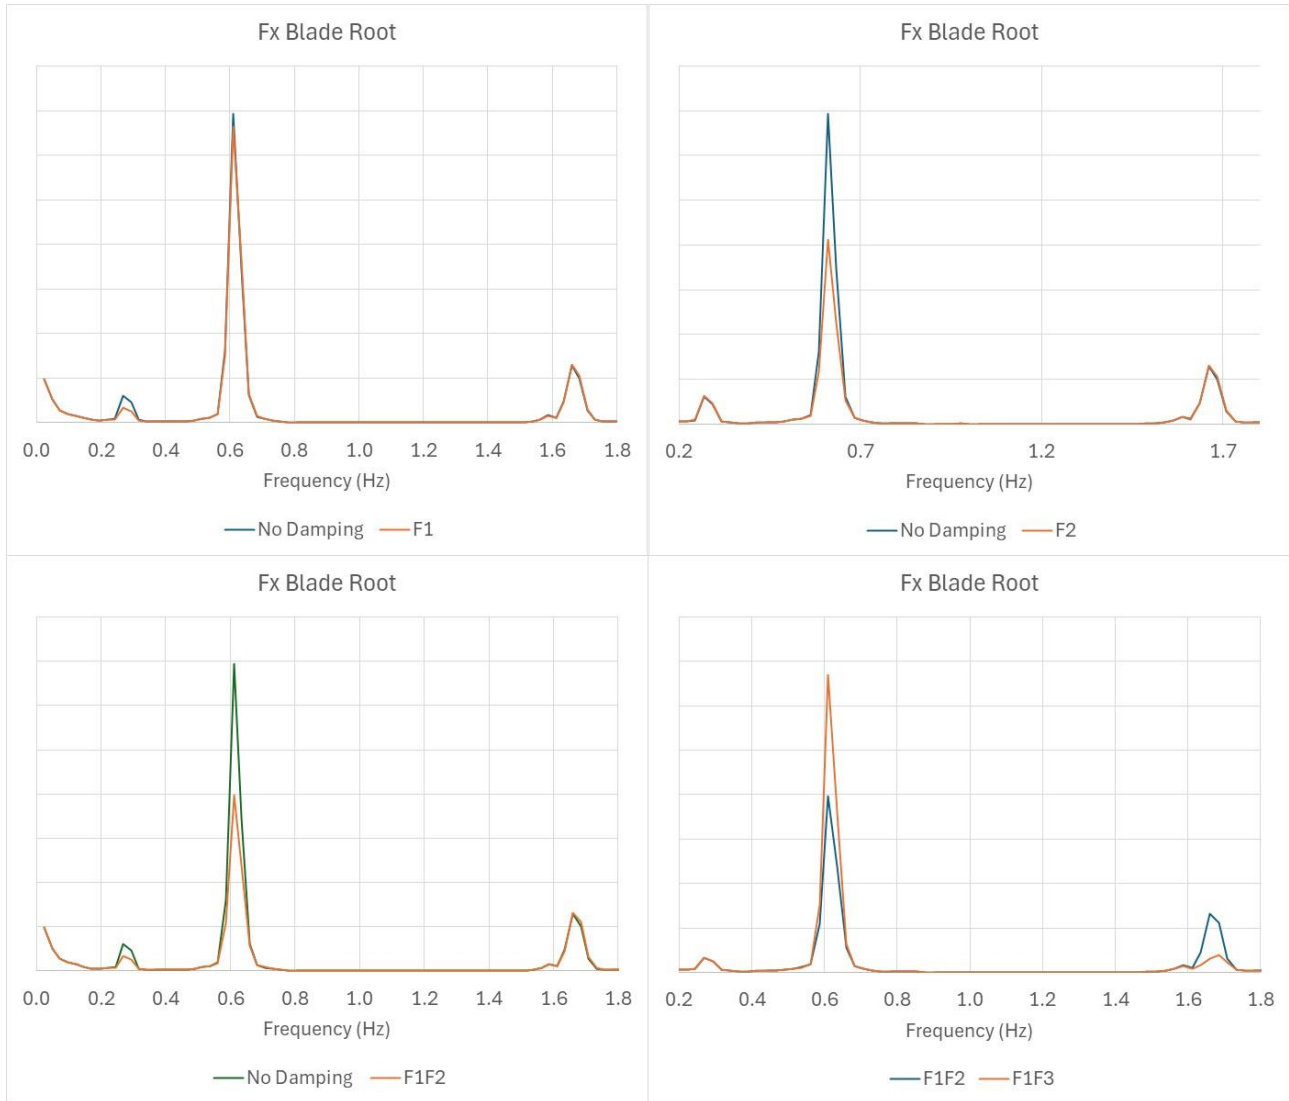 Fx Blade Root
0.0 0.2 0.4 0.6 0.8 1.0 1.2 1.4 1.6 1.8
Frequency (Hz)
No Damping F1
Fx Blade Root
0.2 0.7 1.2 1.7
Frequency (Hz)
No Damping F2
Fx Blade Root
0.0 0.2 0.4 0.6 0.8 1.0 1.2 1.4 1.6 1.8
Frequency (Hz)
No Damping F1F2
Fx Blade Root
0.2 0.4 0.6 0.8 1.0 1.2 1.4 1.6 1.8
Frequency (Hz)
F1F2 F1F3